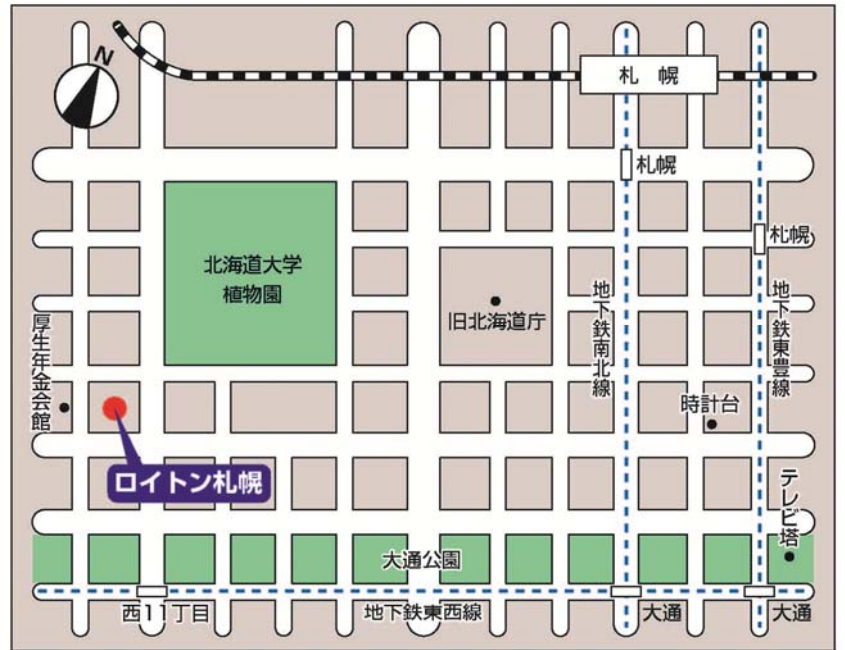 N
札幌
札幌
札幌
北海道大学
植物園
旧北海道庁
地下鉄南北線
地下鉄東豊線
厚生年金会館
時計台
ロイトン札幌
テレビ塔
大通公園
西11丁目
地下鉄東西線
大通
大通